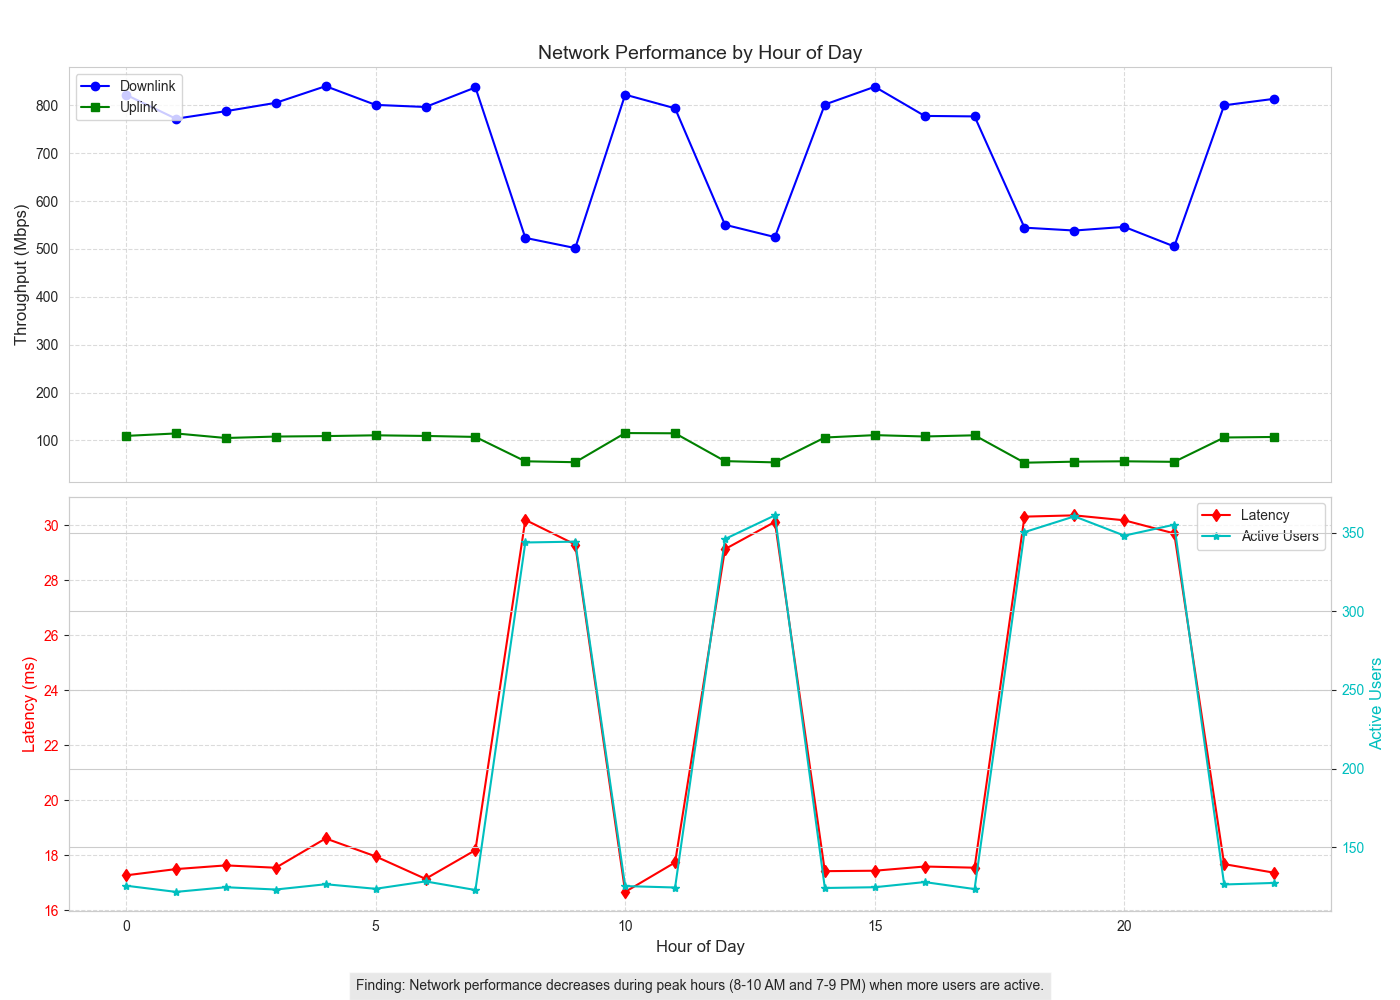 Network Performance by Hour of Day
Downlink
Uplink
800
700
600
500
400
300
200
100
Throughput (Mbps)
Latency
Active Users
30
28
26
24
22
20
18
16
Latency (ms)
350
300
250
200
150
Active Users
0 5 10 15 20
Hour of Day
Finding: Network performance decreases during peak hours (8-10 AM and 7-9 PM) when more users are active.